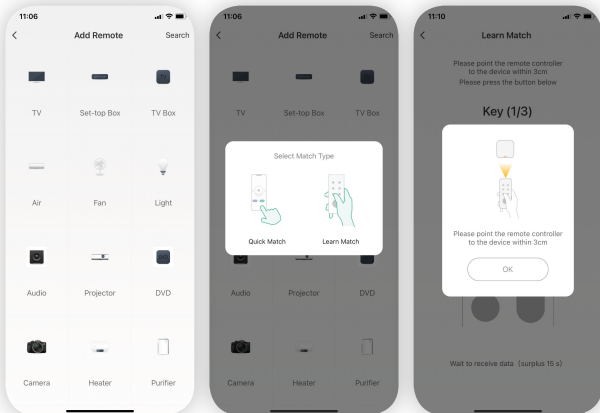 11:06
Add Remote
Search
TV
Set-top Box
TV Box
Air
Fan
Light
Audio
Projector
DVD
Camera
Heater
Purifier
11:06
Add Remote
Search
TV
Set-top Box
TV Box
Select Match Type
Quick Match
Learn Match
Audio
Projector
DVD
Camera
Heater
Purifier
11:10
Learn Match
Please point the remote controller
to the device within 3cm
Please press the button below
Key (1/3)
Please point the remote controller
to the device within 3cm
OK
Wait to receive data（surplus 15 s）